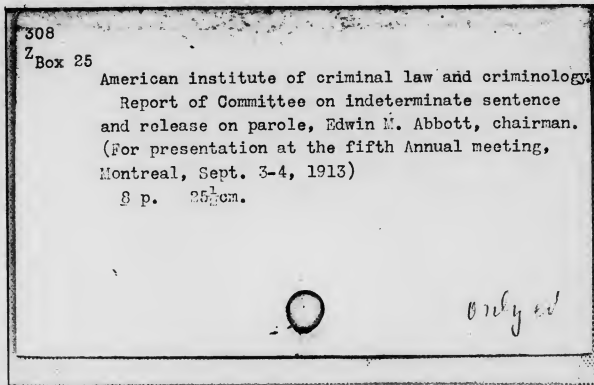 308
Z Box 25
American institute of criminal law and criminology.
Report of Committee on indeterminate sentence
and release on parole, Edwin M. Abbott, chairman.
(For presentation at the fifth Annual meeting,
Montreal, Sept. 3-4, 1913)
8 p. 25½cm.
only ed